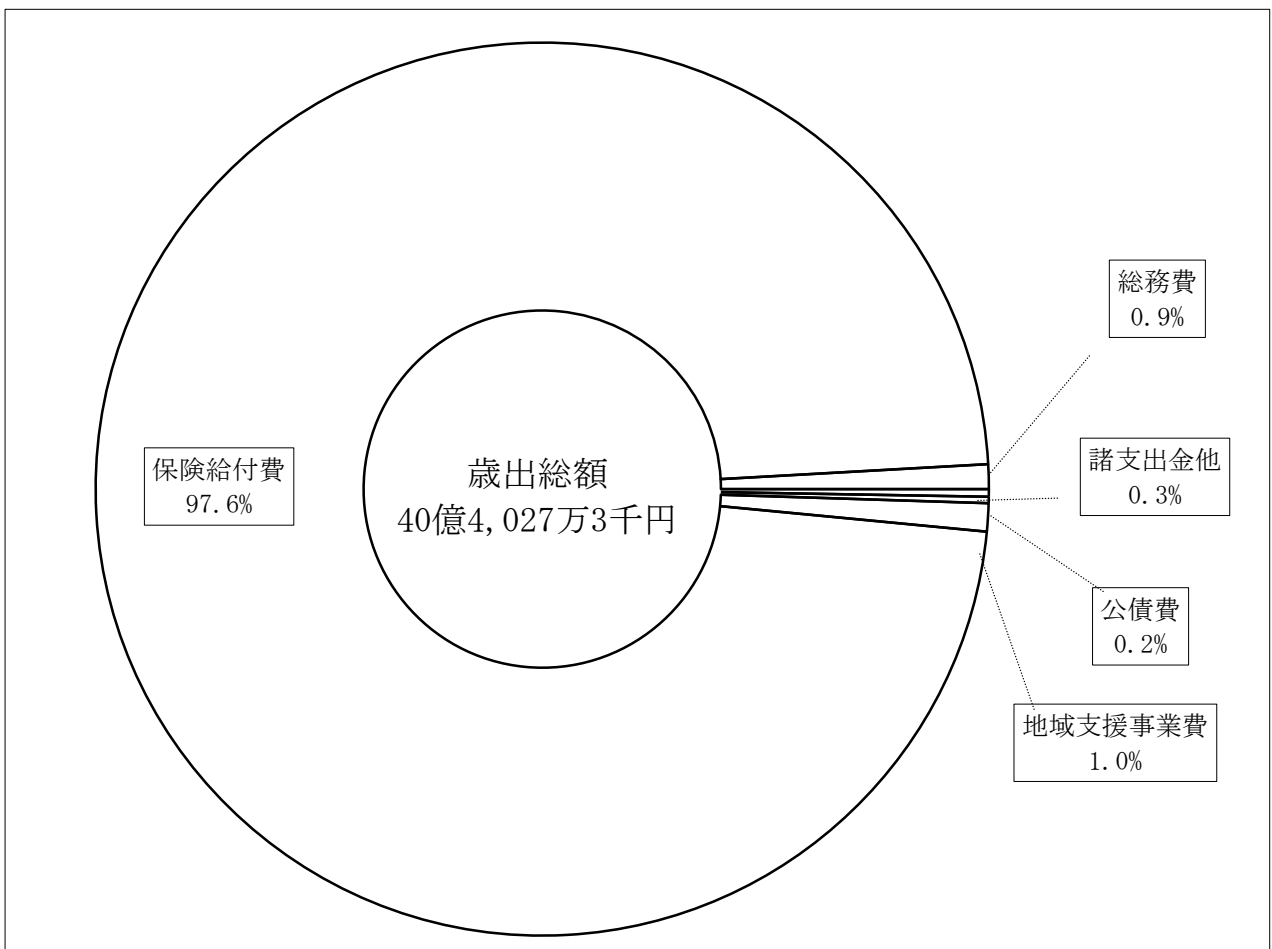 総務費
0.9%
諸支出金他
0.3%
保険給付費
97.6%
歳出総額
40億4,027万3千円
公債費
0.2%
地域支援事業費
1.0%